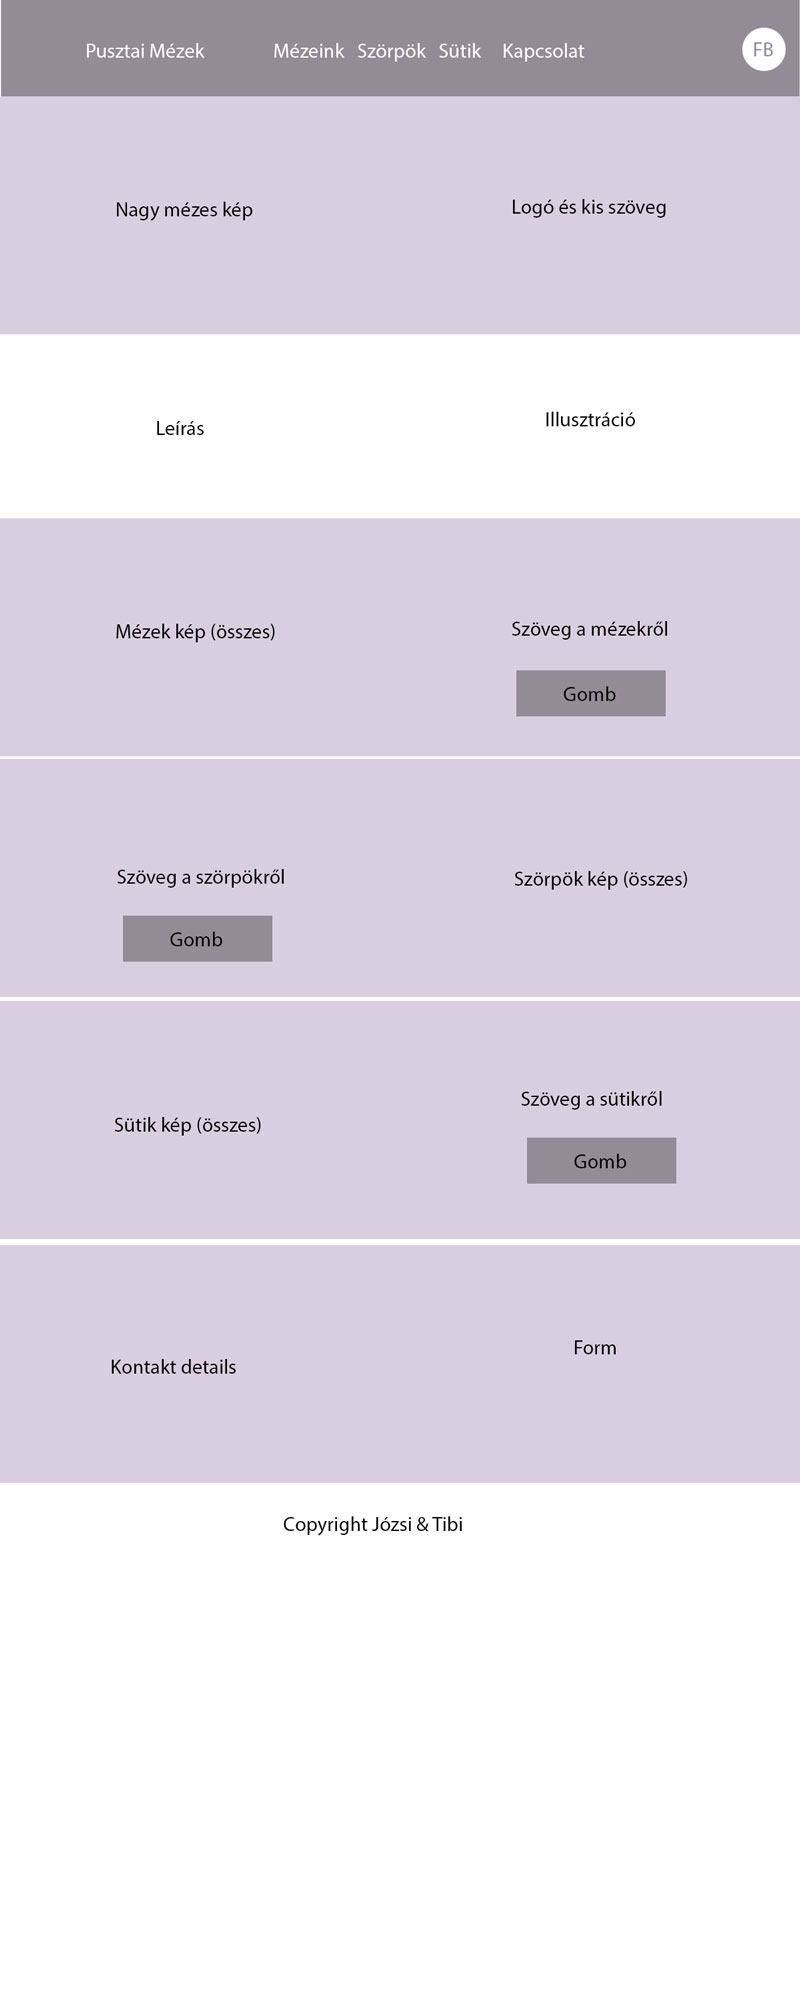 Pusztai Mézek Mézeink Szörpök Sütik Kapcsolat FB
Nagy mézes kép
Logó és kis szöveg
Leírás
Illusztráció
Mézek kép (összes)
Szöveg a mézekről
Gomb
Szöveg a szörpökről
Gomb
Szörpök kép (összes)
Sütik kép (összes)
Szöveg a sütikről
Gomb
Kontakt details
Form
Copyright Józsi & Tibi